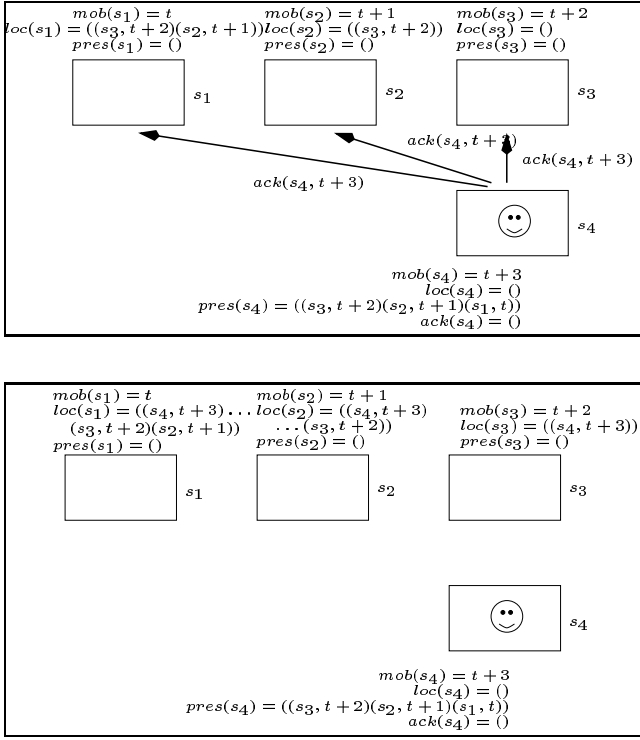 mob(s₁) = t
loc(s₁) = ((s₃, t + 2)(s₂, t + 1))
pres(s₁) = ()
mob(s₂) = t + 1
loc(s₂) = ((s₃, t + 2))
pres(s₂) = ()
mob(s₃) = t + 2
loc(s₃) = ()
pres(s₃) = ()
s₁
s₂
s₃
ack(s₄, t + 3)
ack(s₄, t + 3)
ack(s₄, t + 3)
s₄
mob(s₄) = t + 3
loc(s₄) = ()
pres(s₄) = ((s₃, t + 2)(s₂, t + 1)(s₁, t))
ack(s₄) = ()
mob(s₁) = t
loc(s₁) = ((s₄, t + 3) ...
(s₃, t + 2)(s₂, t + 1))
pres(s₁) = ()
mob(s₂) = t + 1
loc(s₂) = ((s₄, t + 3)
... (s₃, t + 2))
pres(s₂) = ()
mob(s₃) = t + 2
loc(s₃) = ((s₄, t + 3))
pres(s₃) = ()
s₁
s₂
s₃
s₄
mob(s₄) = t + 3
loc(s₄) = ()
pres(s₄) = ((s₃, t + 2)(s₂, t + 1)(s₁, t))
ack(s₄) = ()